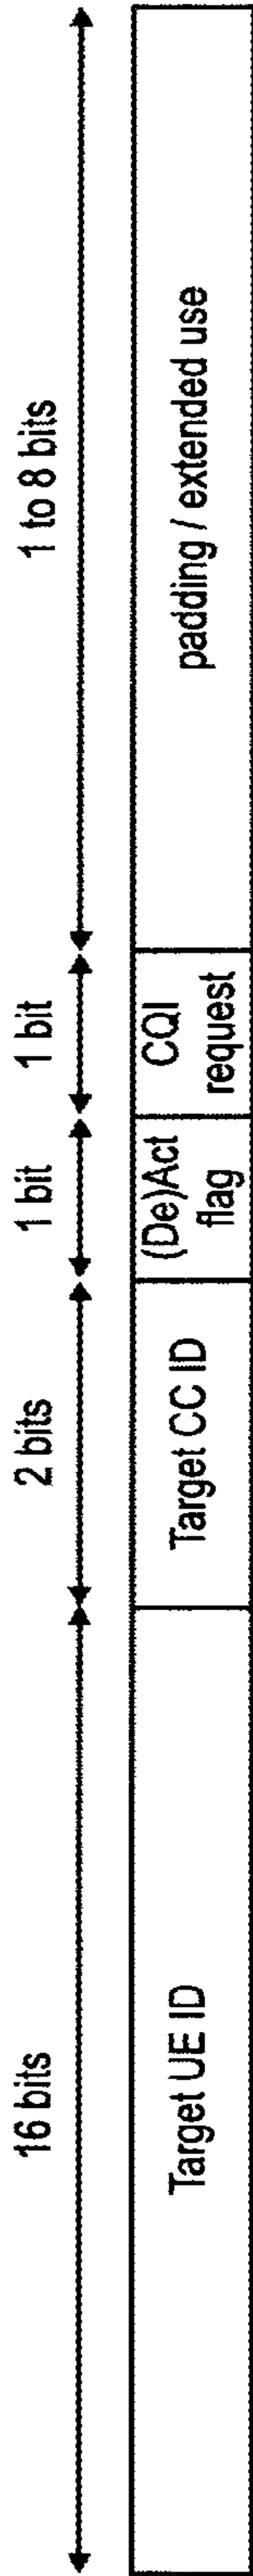 16 bits
2 bits
1 bit
1 bit
1 to 8 bits
Target UE ID
Target CC ID
(De)Act
flag
CQI
request
padding / extended use